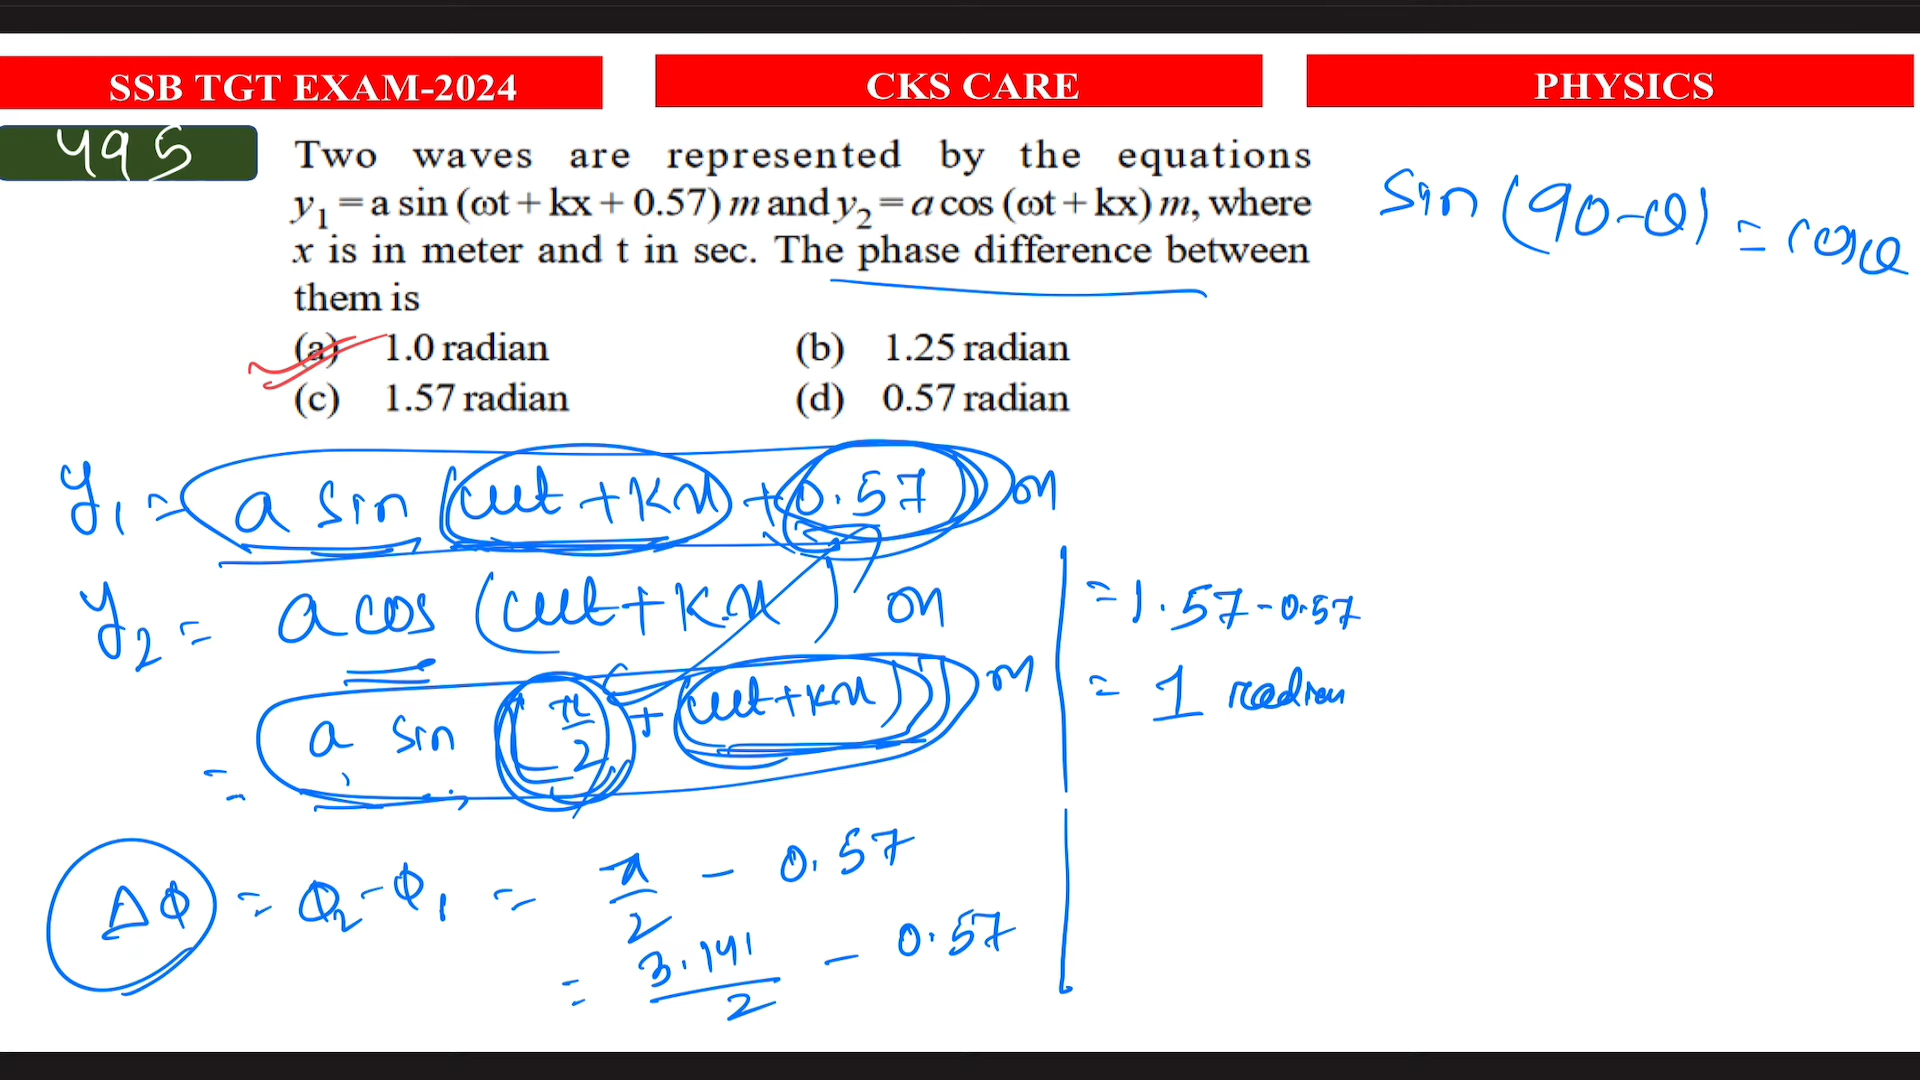 SSB TGT EXAM-2024
CKS CARE
PHYSICS
495
Two waves are represented by the equations
y₁ = a sin (ωt + kx + 0.57) m and y₂ = a cos (ωt + kx) m, where
x is in meter and t in sec. The phase difference between
them is
(a) 1.0 radian (b) 1.25 radian
(c) 1.57 radian (d) 0.57 radian
sin (90-θ) = cosθ
y₁ = a sin (ωt + kx + 0.57) m
y₂ = a cos (ωt + kx) m
= a sin (π/2 + (ωt + kx)) m
Δφ = φ₂ - φ₁ = π/2 - 0.57
= 3.141/2 - 0.57
= 1.57 - 0.57
= 1 radian